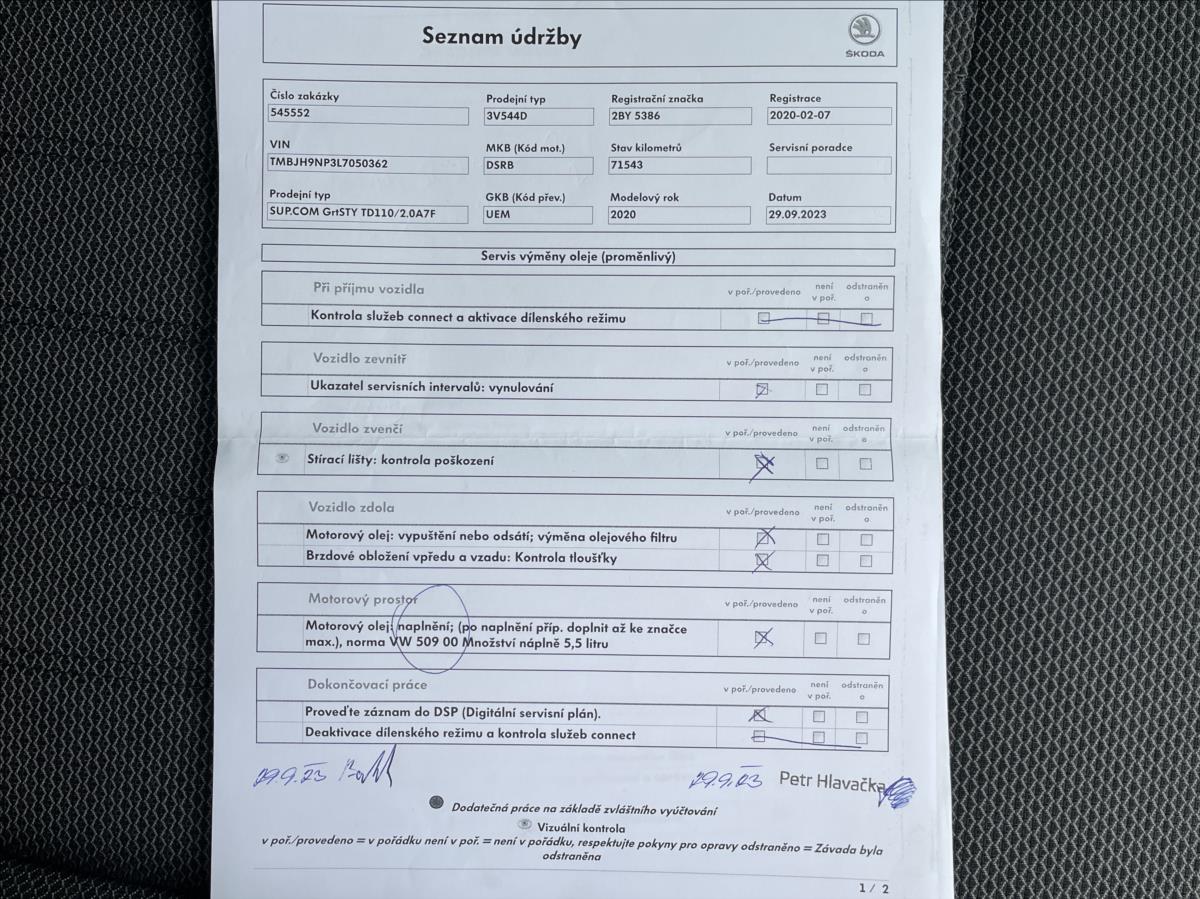 Seznam údržby
ŠKODA
Číslo zakázky Prodejní typ Registrační značka Registrace
545552 3V544D 2BY 5386 2020-02-07
VIN MKB (Kód mot.) Stav kilometrů Servisní poradce
TMBJH9NP3L7050362 DSRB 71543
Prodejní typ GKB (Kód přev.) Modelový rok Datum
SUP.COM GrtSTY TD110/2.0A7F UEM 2020 29.09.2023
Servis výměny oleje (proměnlivý)
Při příjmu vozidla v poř./provedeno není v poř. odstraněn o
Kontrola služeb connect a aktivace dílenského režimu
Vozidlo zevnitř v poř./provedeno není v poř. odstraněn o
Ukazatel servisních intervalů: vynulování
Vozidlo zvenčí v poř./provedeno není v poř. odstraněn o
Stírací lišty: kontrola poškození
Vozidlo zdola v poř./provedeno není v poř. odstraněn o
Motorový olej: vypuštění nebo odsátí; výměna olejového filtru
Brzdové obložení vpředu a vzadu: Kontrola tloušťky
Motorový prostor v poř./provedeno není v poř. odstraněn o
Motorový olej: naplnění; (po naplnění příp. doplnit až ke značce
max.), norma VW 509 00 Množství náplně 5,5 litru
Dokončovací práce v poř./provedeno není v poř. odstraněn o
Proveďte záznam do DSP (Digitální servisní plán).
Deaktivace dílenského režimu a kontrola služeb connect
29.9.23 29.9.23 Petr Hlavačka
Dodatečná práce na základě zvláštního vyúčtování
Vizuální kontrola
v poř./provedeno = v pořádku není v poř. = není v pořádku, respektujte pokyny pro opravy odstraněno = Závada byla
odstraněna
1 / 2